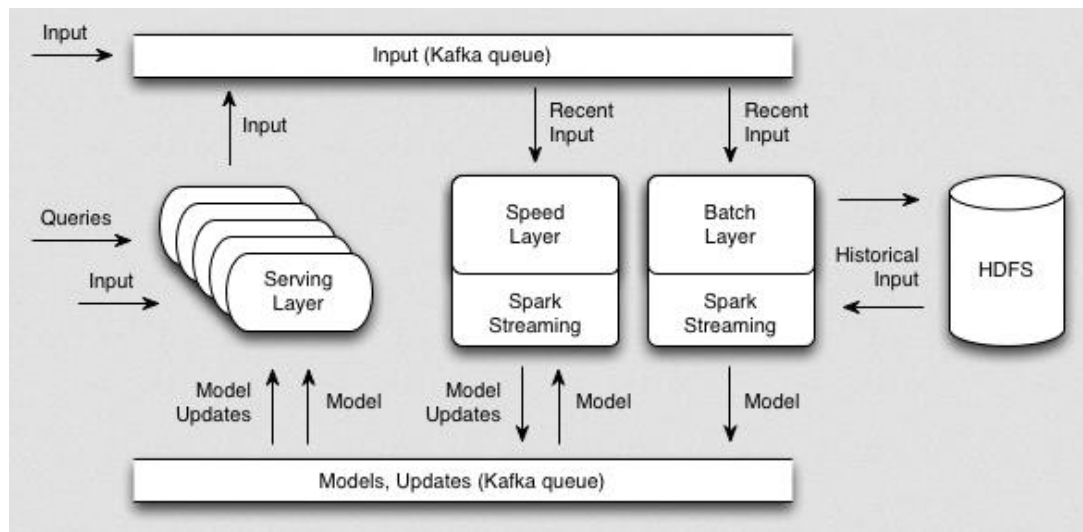 Input
Input (Kafka queue)
Input
Recent
Input
Recent
Input
Queries
Input
Serving
Layer
Speed
Layer
Spark
Streaming
Batch
Layer
Spark
Streaming
Historical
Input
HDFS
Model
Updates
Model
Model
Updates
Model
Model
Models, Updates (Kafka queue)